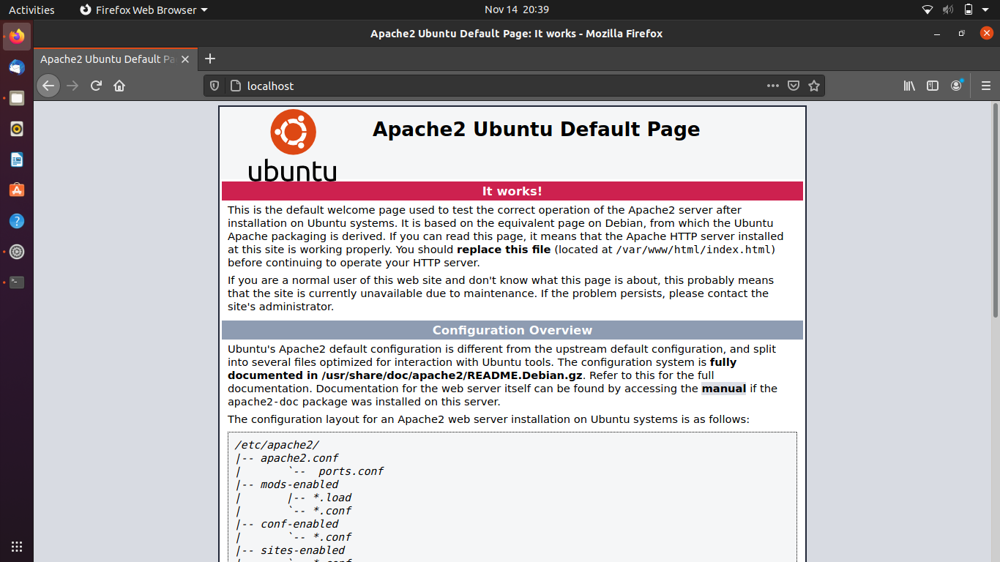 Activities Firefox Web Browser Nov 14 20:39
Apache2 Ubuntu Default Page: It works - Mozilla Firefox
Apache2 Ubuntu Default Pa
localhost
ubuntu
Apache2 Ubuntu Default Page
It works!
This is the default welcome page used to test the correct operation of the Apache2 server after
installation on Ubuntu systems. It is based on the equivalent page on Debian, from which the Ubuntu
Apache packaging is derived. If you can read this page, it means that the Apache HTTP server installed
at this site is working properly. You should replace this file (located at /var/www/html/index.html)
before continuing to operate your HTTP server.
If you are a normal user of this web site and don't know what this page is about, this probably means
that the site is currently unavailable due to maintenance. If the problem persists, please contact the
site's administrator.
Configuration Overview
Ubuntu's Apache2 default configuration is different from the upstream default configuration, and split
into several files optimized for interaction with Ubuntu tools. The configuration system is fully
documented in /usr/share/doc/apache2/README.Debian.gz. Refer to this for the full
documentation. Documentation for the web server itself can be found by accessing the manual if the
apache2-doc package was installed on this server.
The configuration layout for an Apache2 web server installation on Ubuntu systems is as follows:
/etc/apache2/
|-- apache2.conf
|       `--  ports.conf
|-- mods-enabled
|       |-- *.load
|       `-- *.conf
|-- conf-enabled
|       `-- *.conf
|-- sites-enabled
|       `-- *.conf